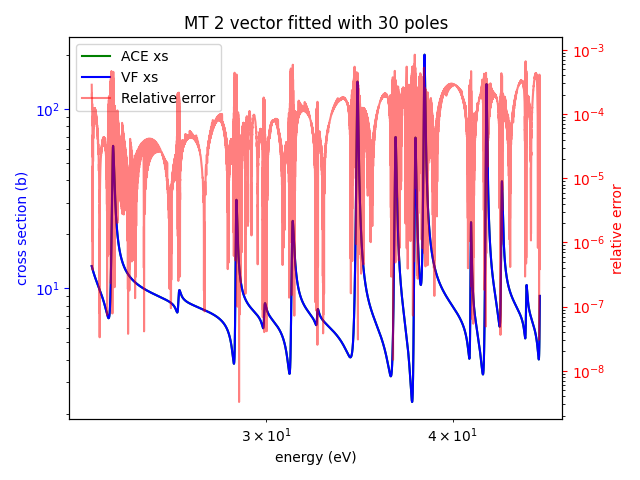 MT 2 vector fitted with 30 poles
ACE xs
VF xs
Relative error
cross section (b)
10²
10¹
relative error
10⁻³
10⁻⁴
10⁻⁵
10⁻⁶
10⁻⁷
10⁻⁸
3 × 10¹
4 × 10¹
energy (eV)